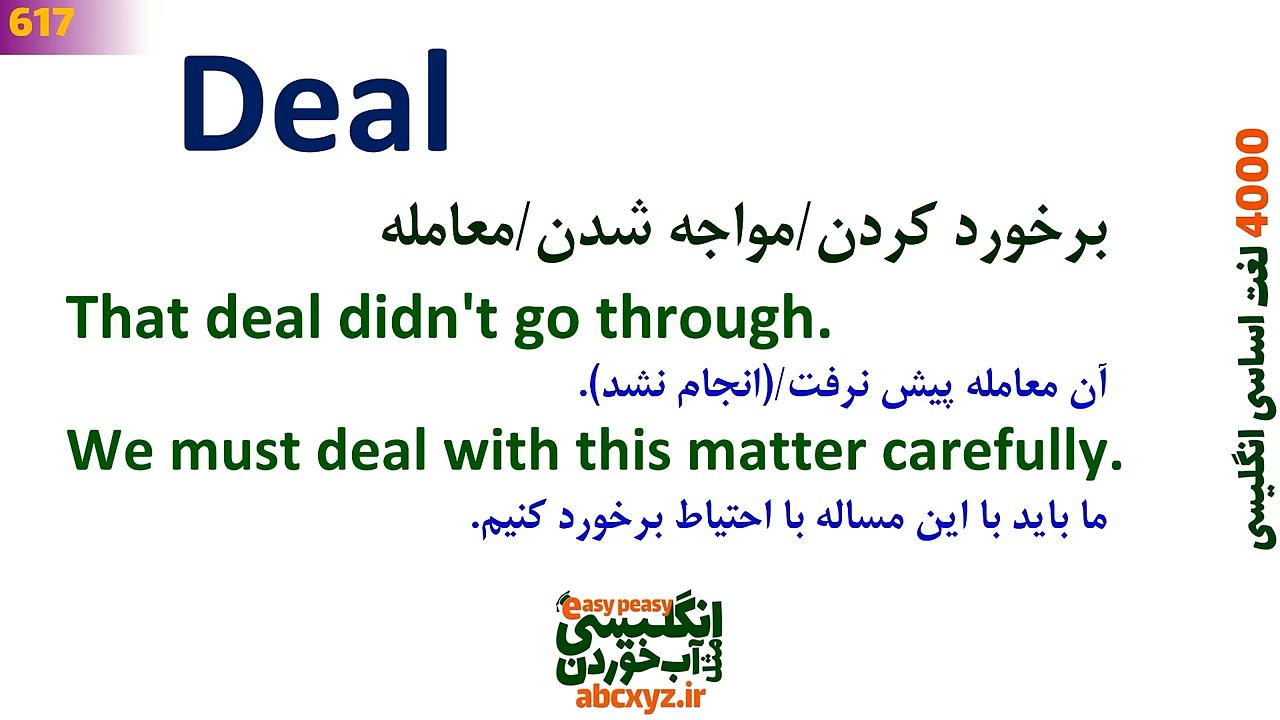 617
Deal
برخورد کردن/مواجه شدن/معامله
That deal didn't go through.
آن معامله پیش نرفت/(انجام نشد).
We must deal with this matter carefully.
ما باید با این مساله با احتیاط برخورد کنیم.
4000 لغت اساسی انگلیسی
easy peasy
انگلیسی
مثل آب خوردن
abcxyz.ir